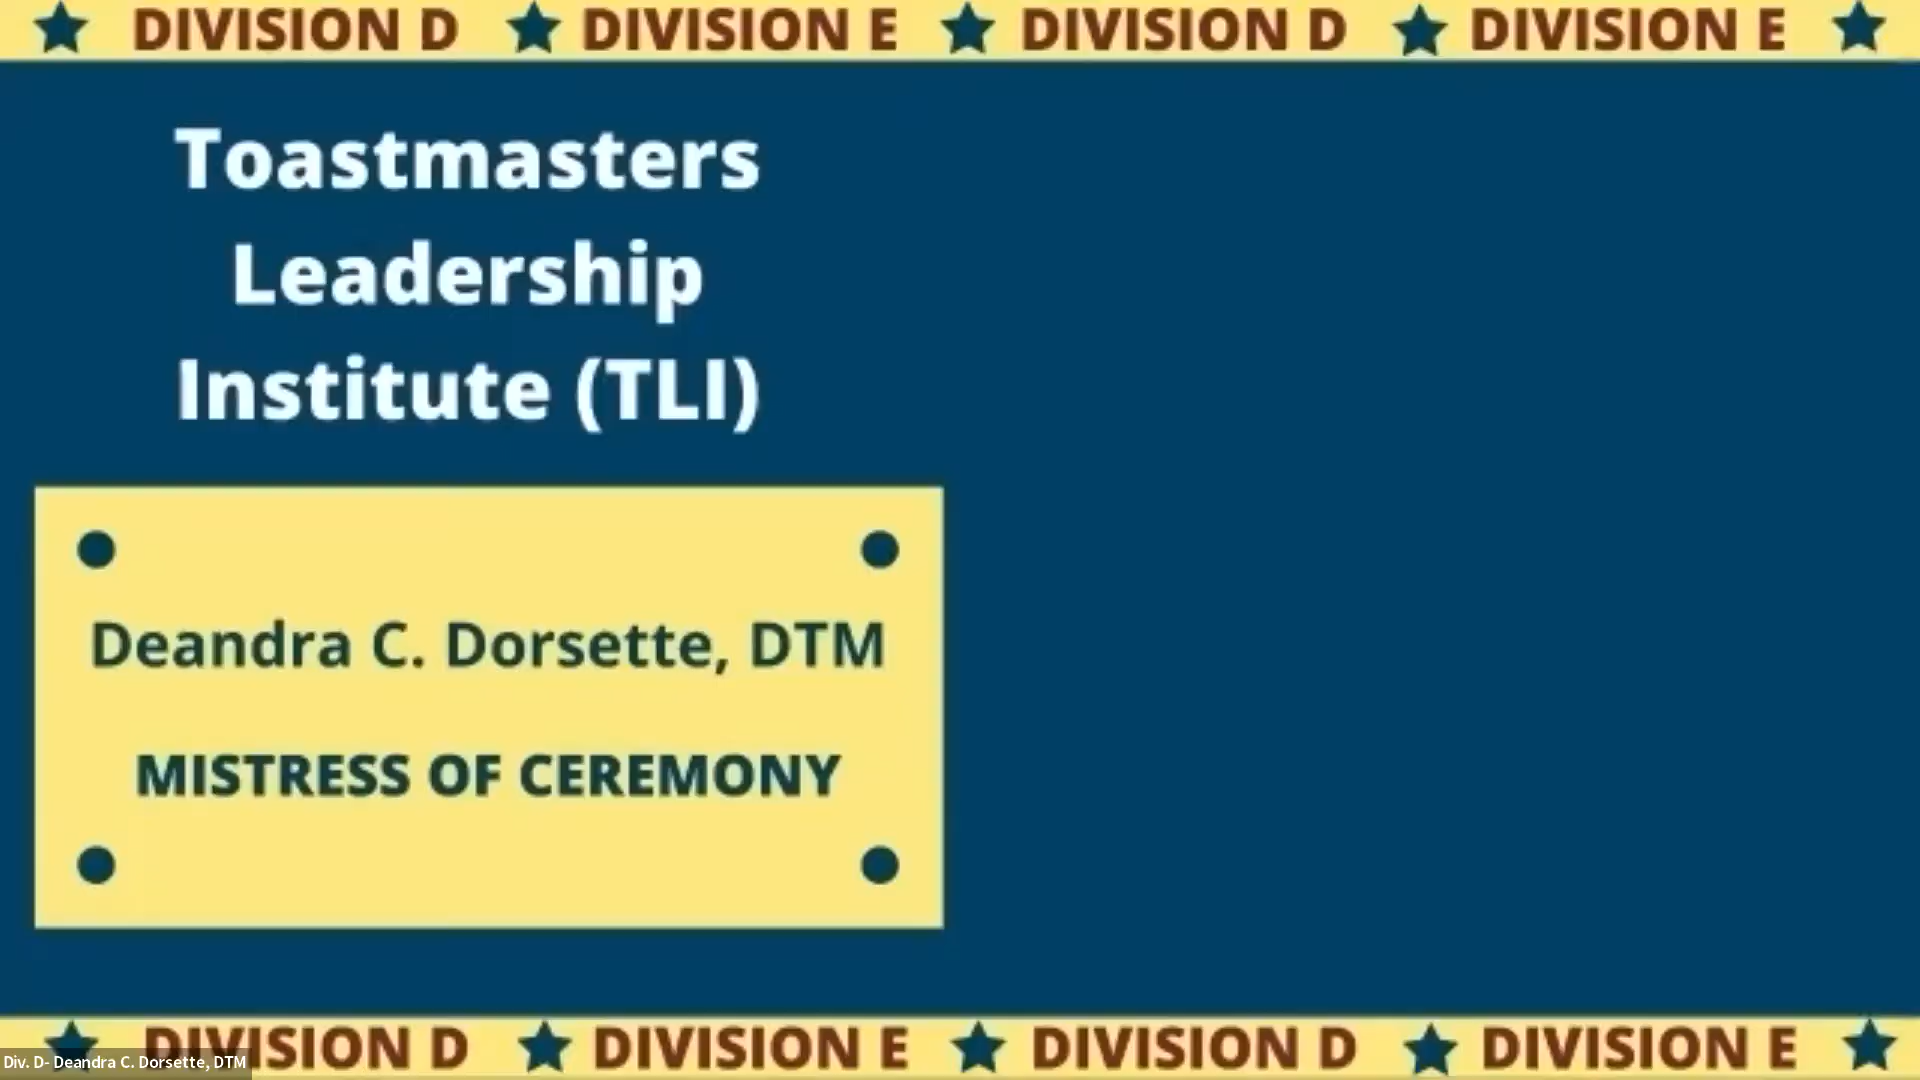 DIVISION D DIVISION E DIVISION D DIVISION E
Toastmasters
Leadership
Institute (TLI)
Deandra C. Dorsette, DTM
MISTRESS OF CEREMONY
DIVISION D DIVISION E DIVISION D DIVISION E
Div. D- Deandra C. Dorsette, DTM